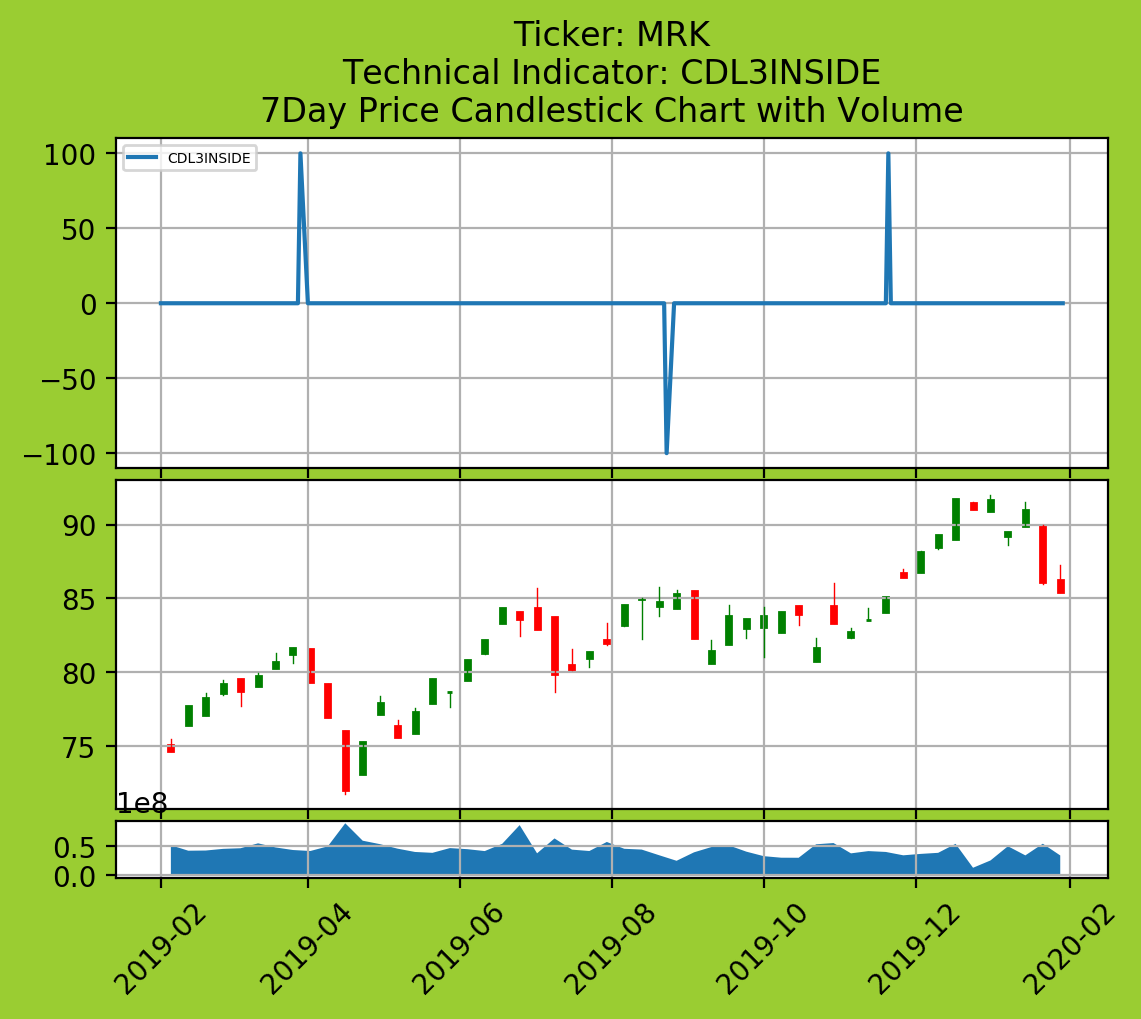 Ticker: MRK
Technical Indicator: CDL3INSIDE
7Day Price Candlestick Chart with Volume
CDL3INSIDE
100
50
0
−50
−100
90
85
80
75
1e8
0.5
0.0
2019-02 2019-04 2019-06 2019-08 2019-10 2019-12 2020-02